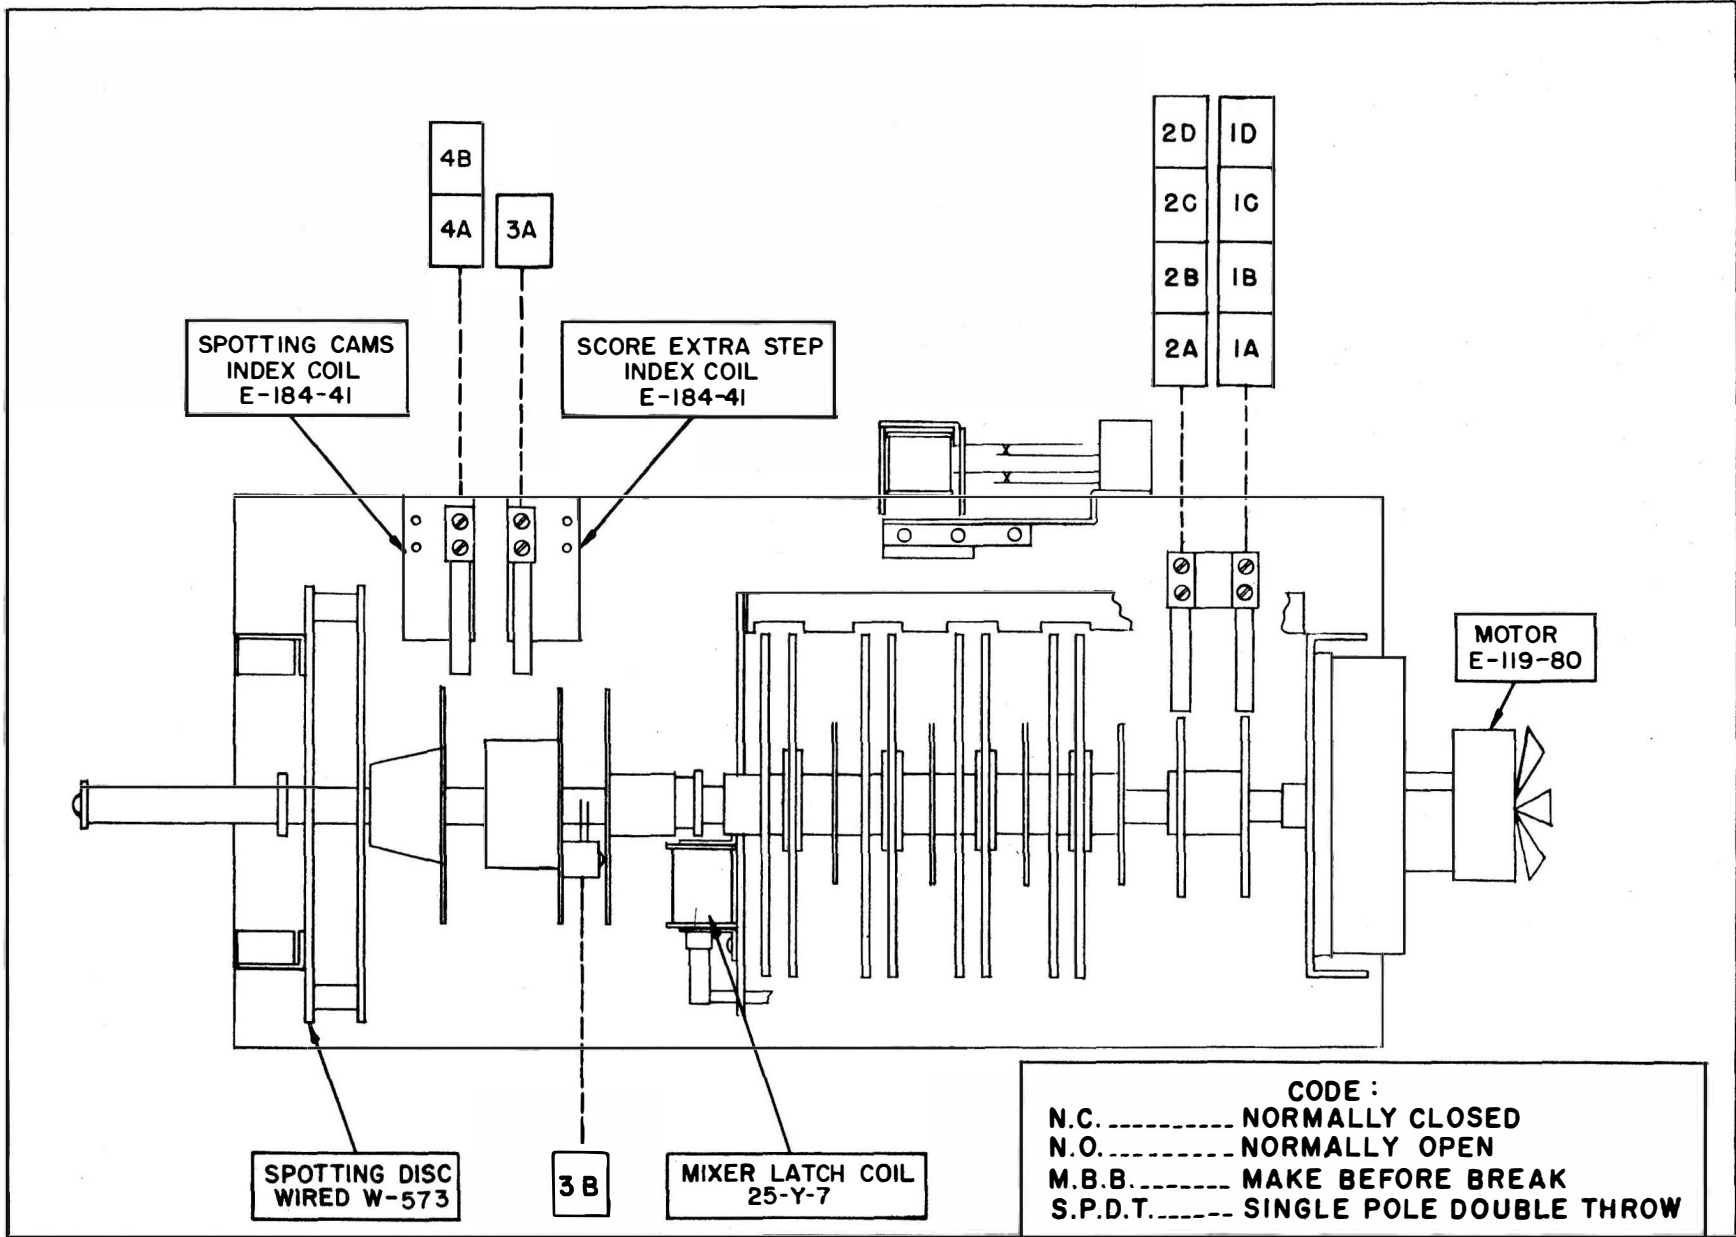 4B
4A
3A
2D
2C
2B
2A
1D
1C
1B
1A
SPOTTING CAMS
INDEX COIL
E-184-41
SCORE EXTRA STEP
INDEX COIL
E-184-41
MOTOR
E-119-80
SPOTTING DISC
WIRED W-573
3B
MIXER LATCH COIL
25-Y-7
CODE :
N.C. ---------- NORMALLY CLOSED
N.O. ---------- NORMALLY OPEN
M.B.B. -------- MAKE BEFORE BREAK
S.P.D.T. ------ SINGLE POLE DOUBLE THROW